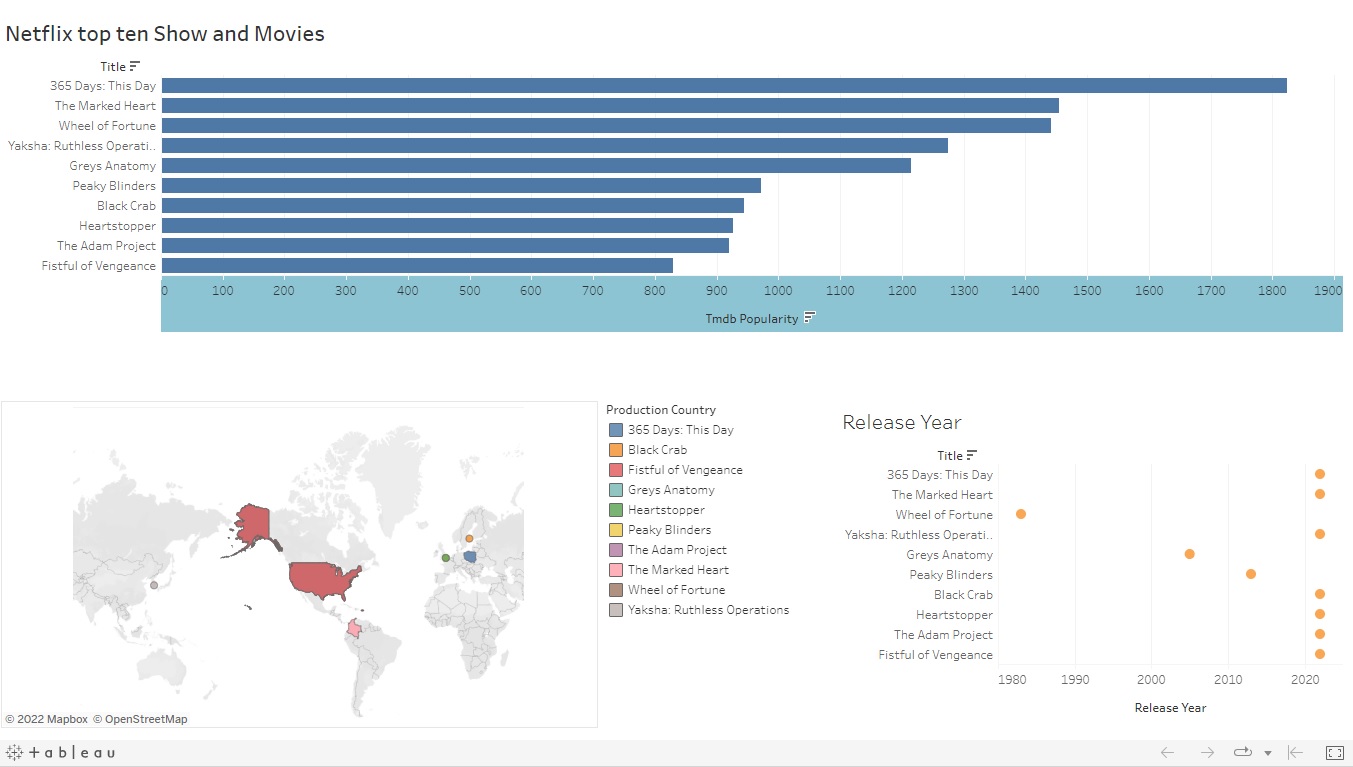 Netflix top ten Show and Movies
Title
365 Days: This Day
The Marked Heart
Wheel of Fortune
Yaksha: Ruthless Operati..
Greys Anatomy
Peaky Blinders
Black Crab
Heartstopper
The Adam Project
Fistful of Vengeance
0 100 200 300 400 500 600 700 800 900 1000 1100 1200 1300 1400 1500 1600 1700 1800 1900
Tmdb Popularity
© 2022 Mapbox © OpenStreetMap
Production Country
365 Days: This Day
Black Crab
Fistful of Vengeance
Greys Anatomy
Heartstopper
Peaky Blinders
The Adam Project
The Marked Heart
Wheel of Fortune
Yaksha: Ruthless Operations
Release Year
Title
365 Days: This Day
The Marked Heart
Wheel of Fortune
Yaksha: Ruthless Operati..
Greys Anatomy
Peaky Blinders
Black Crab
Heartstopper
The Adam Project
Fistful of Vengeance
1980 1990 2000 2010 2020
Release Year
+ a b l e a u